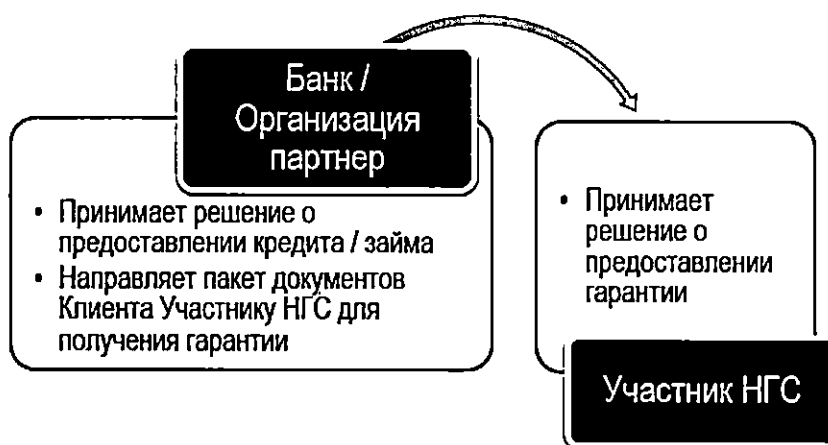 Банк /
Организация
партнер
• Принимает решение о
предоставлении кредита / займа
• Направляет пакет документов
Клиента Участнику НГС для
получения гарантии
• Принимает
решение о
предоставлении
гарантии
Участник НГС